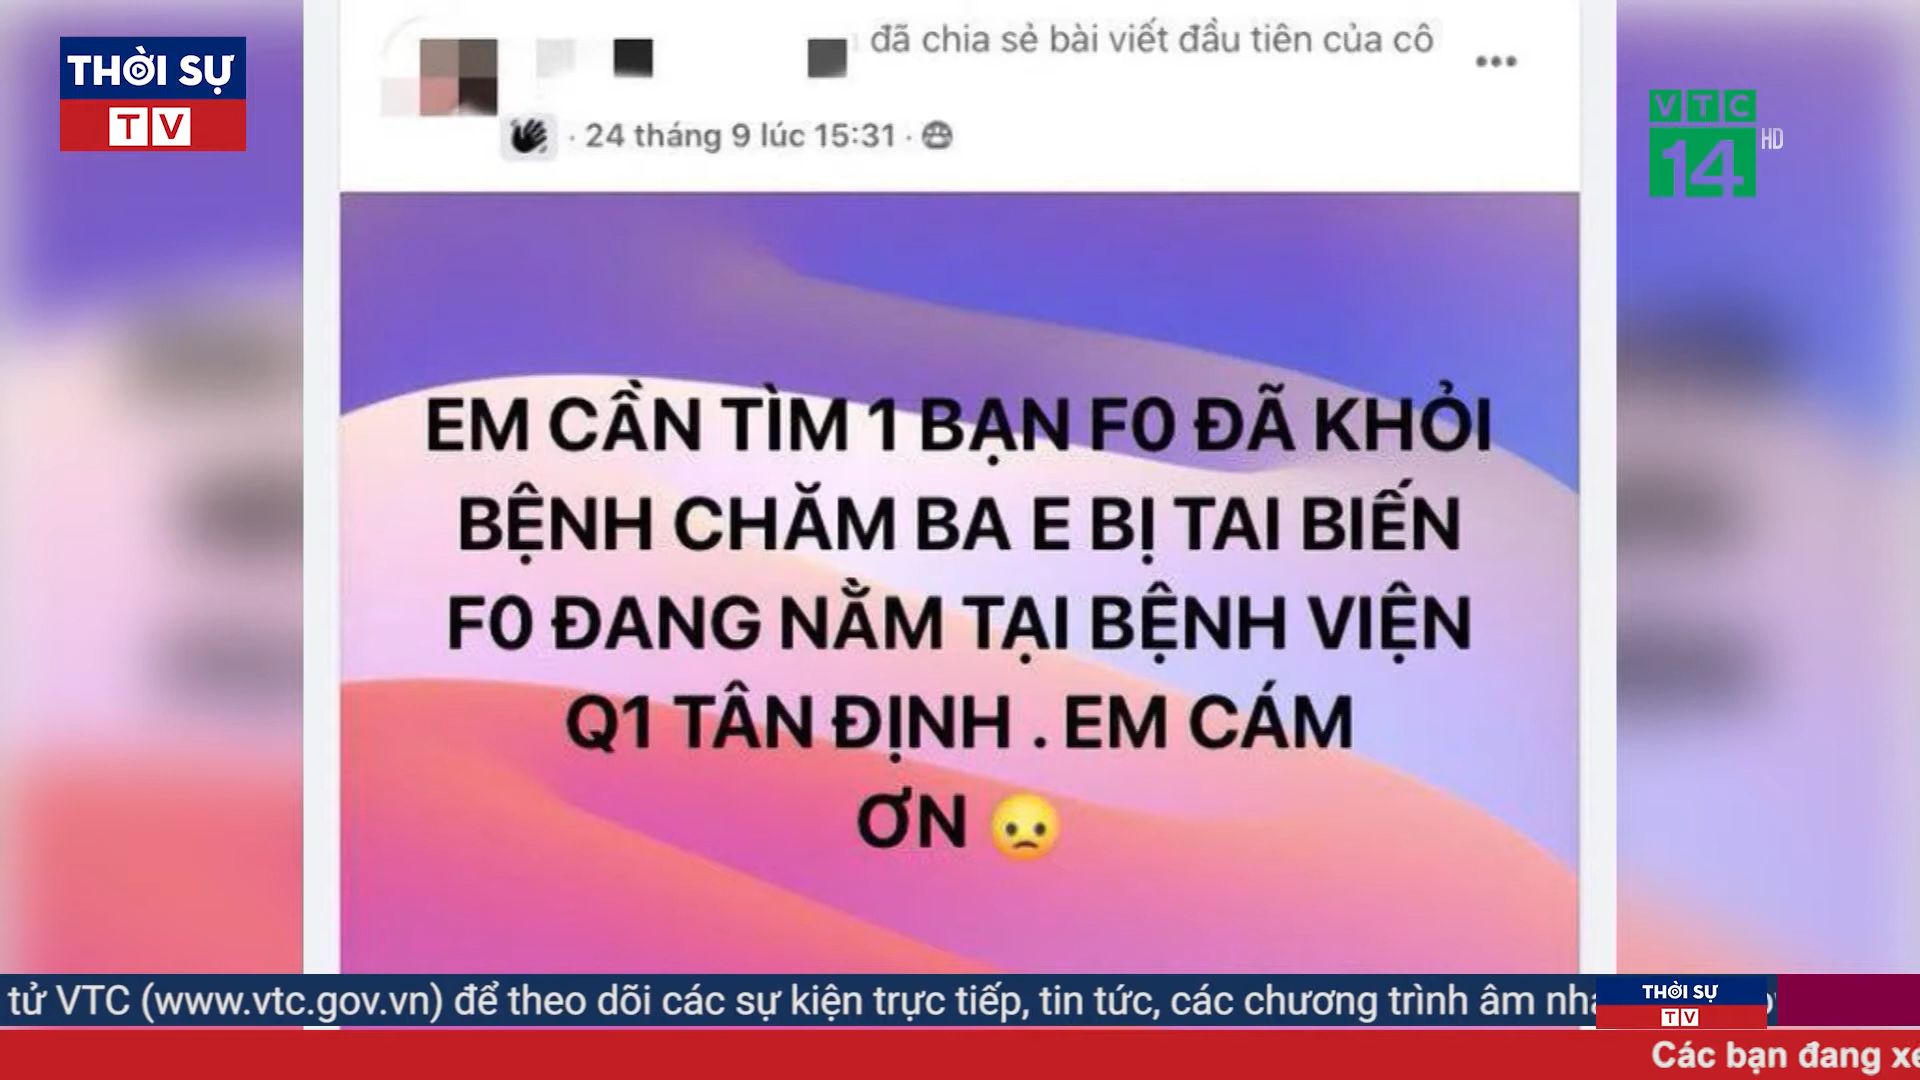 THỜI SỰ
TV
đã chia sẻ bài viết đầu tiên của cô
24 tháng 9 lúc 15:31
VTC
14 HD
EM CẦN TÌM 1 BẠN F0 ĐÃ KHỎI
BỆNH CHĂM BA E BỊ TAI BIẾN
F0 ĐANG NẰM TẠI BỆNH VIỆN
Q1 TÂN ĐỊNH . EM CÁM
ƠN
tử VTC (www.vtc.gov.vn) để theo dõi các sự kiện trực tiếp, tin tức, các chương trình âm
THỜI SỰ
TV
Các bạn đang